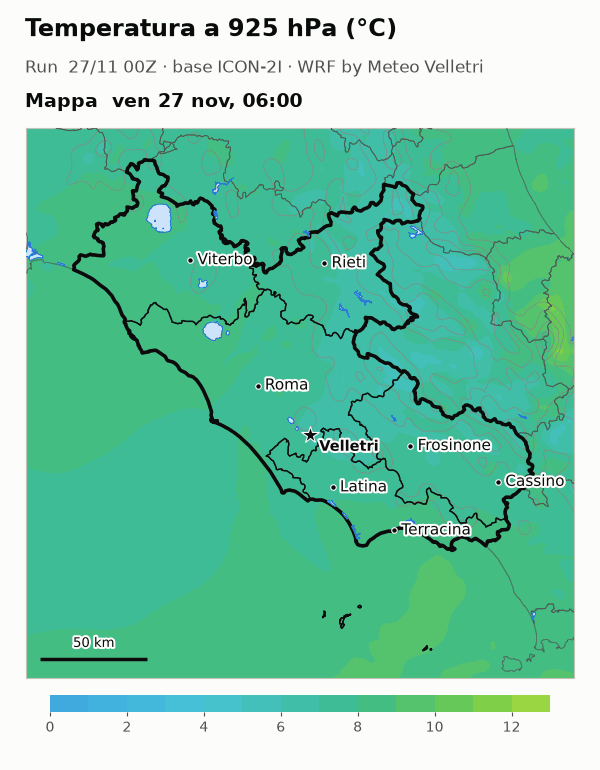 Temperatura a 925 hPa (°C)
Run  27/11 00Z · base ICON-2I · WRF by Meteo Velletri
Mappa  ven 27 nov, 06:00
Viterbo
Rieti
Roma
Velletri
Frosinone
Cassino
Latina
Terracina
50 km
0 2 4 6 8 10 12